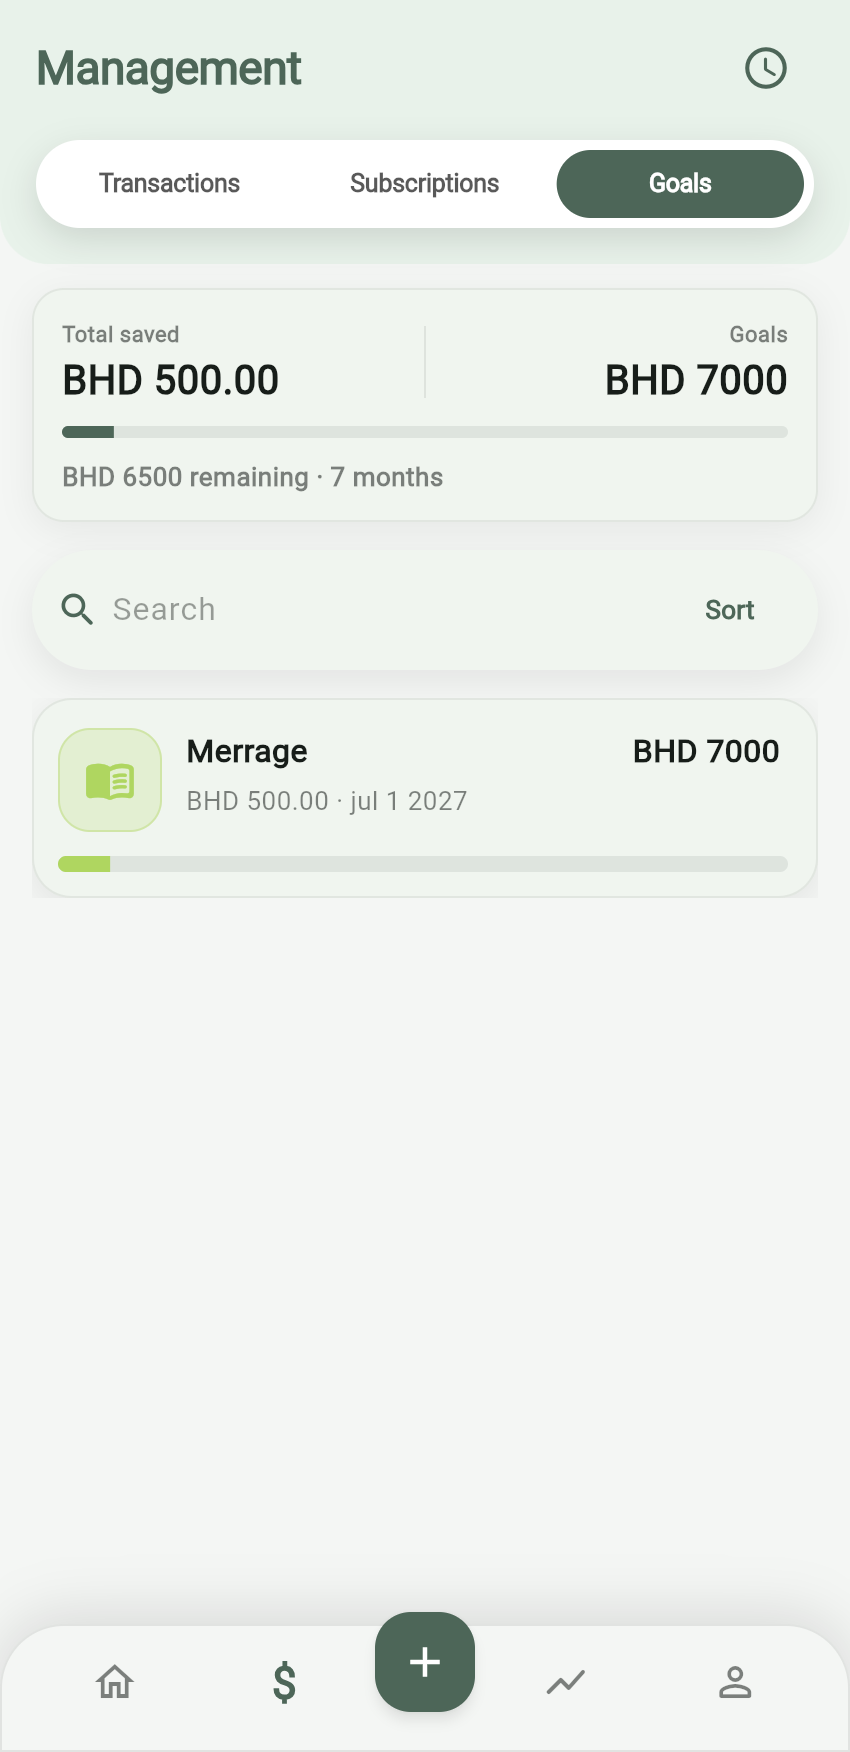 Management
Transactions Subscriptions Goals
Total saved Goals
BHD 500.00 BHD 7000
BHD 6500 remaining · 7 months
Search Sort
Merrage BHD 7000
BHD 500.00 · jul 1 2027